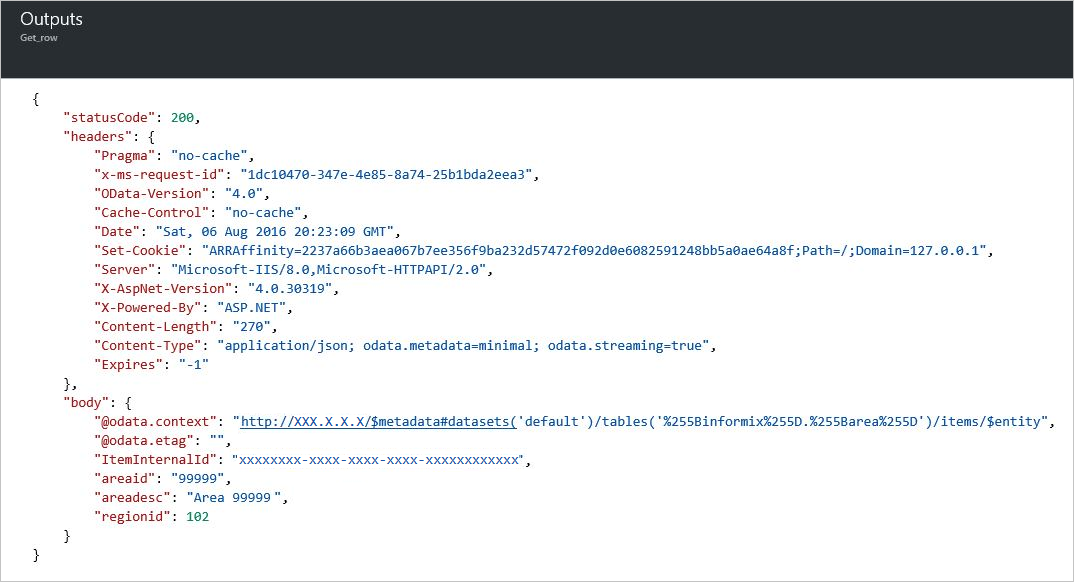 Outputs
Get_row
{
"statusCode": 200,
"headers": {
"Pragma": "no-cache",
"x-ms-request-id": "1dc10470-347e-4e85-8a74-25b1bda2eea3",
"OData-Version": "4.0",
"Cache-Control": "no-cache",
"Date": "Sat, 06 Aug 2016 20:23:09 GMT",
"Set-Cookie": "ARRAffinity=2237a66b3aea067b7ee356f9ba232d57472f092d0e6082591248bb5a0ae64a8f;Path=/;Domain=127.0.0.1",
"Server": "Microsoft-IIS/8.0,Microsoft-HTTPAPI/2.0",
"X-AspNet-Version": "4.0.30319",
"X-Powered-By": "ASP.NET",
"Content-Length": "270",
"Content-Type": "application/json; odata.metadata=minimal; odata.streaming=true",
"Expires": "-1"
},
"body": {
"@odata.context": "http://XXX.X.X.X/$metadata#datasets('default')/tables('%255Binformix%255D.%255Barea%255D')/items/$entity",
"@odata.etag": "",
"ItemInternalId": "xxxxxxxx-xxxx-xxxx-xxxx-xxxxxxxxxxxx",
"areaid": "99999",
"areadesc": "Area 99999",
"regionid": 102
}
}